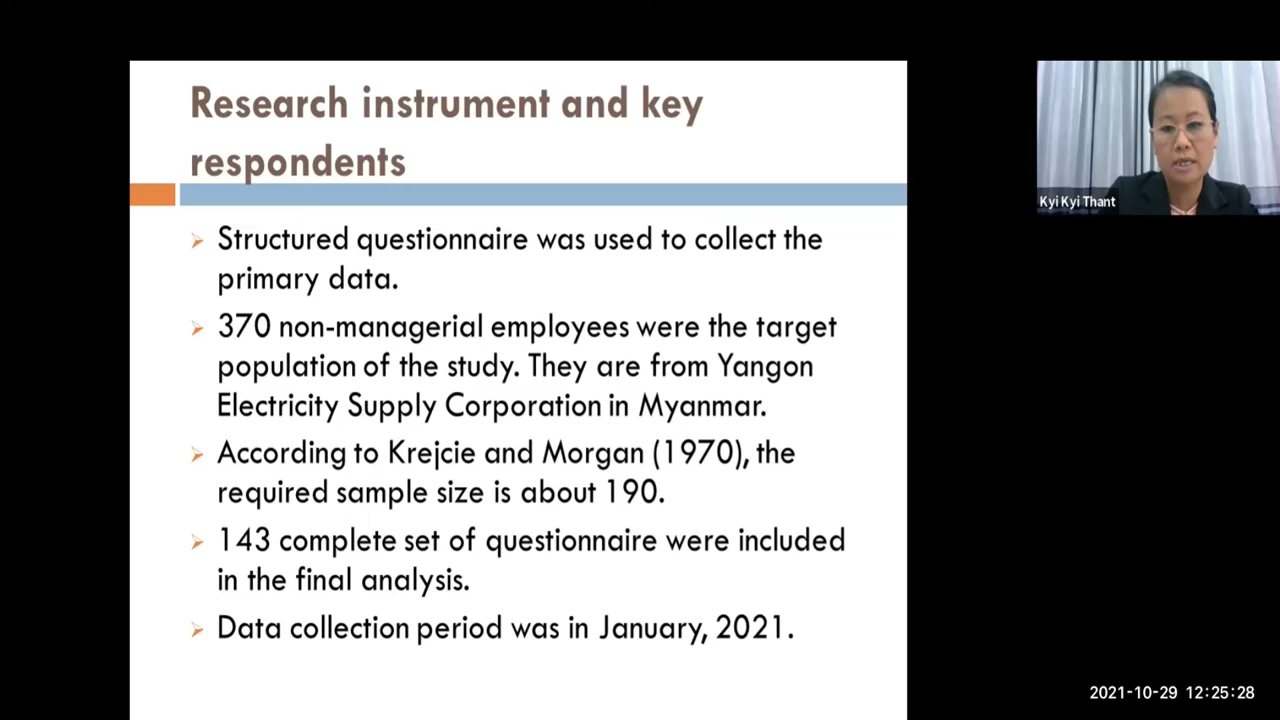 Research instrument and key
respondents
Structured questionnaire was used to collect the
primary data.
370 non-managerial employees were the target
population of the study. They are from Yangon
Electricity Supply Corporation in Myanmar.
According to Krejcie and Morgan (1970), the
required sample size is about 190.
143 complete set of questionnaire were included
in the final analysis.
Data collection period was in January, 2021.
Kyi Kyi Thant
2021-10-29 12:25:28